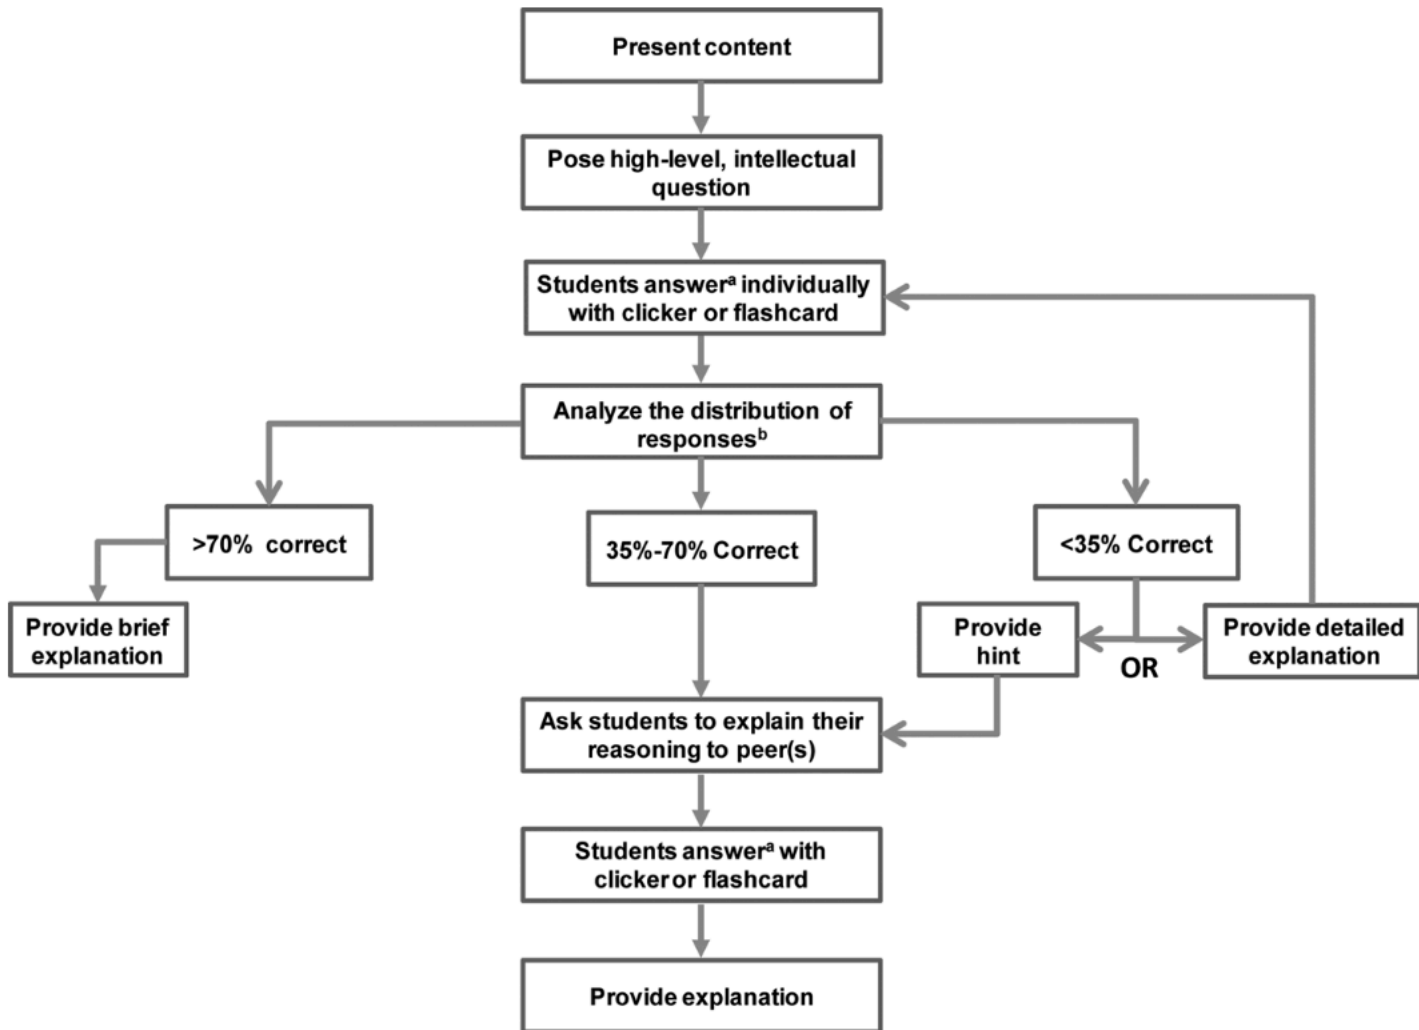 Present content
Pose high-level, intellectual
question
Students answerᵃ individually
with clicker or flashcard
Analyze the distribution of
responsesᵇ
>70% correct
35%-70% Correct
<35% Correct
Provide brief
explanation
Provide
hint
OR
Provide detailed
explanation
Ask students to explain their
reasoning to peer(s)
Students answerᵃ with
clicker or flashcard
Provide explanation